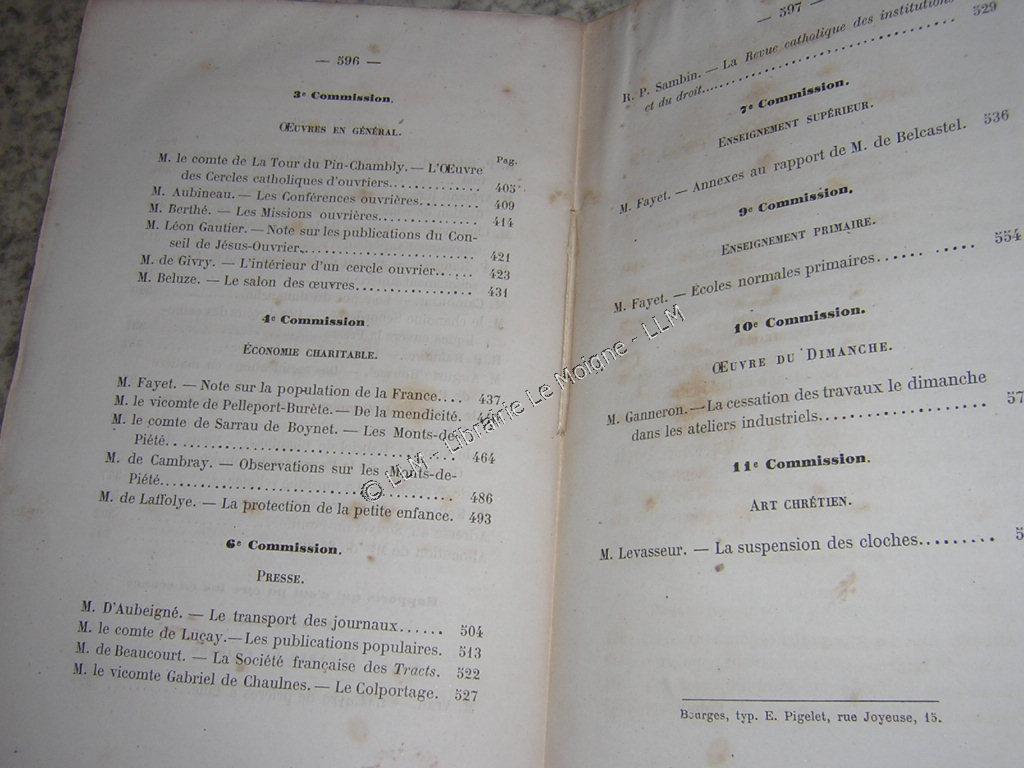 — 596 —
3e Commission.
ŒUVRES EN GÉNÉRAL.
Pag.
M. le comte de La Tour du Pin-Chambly. — L'Œuvre
des Cercles catholiques d'ouvriers.............. 405
M. Aubineau. — Les Conférences ouvrières......... 409
M. Berthé. — Les Missions ouvrières............... 414
M. Léon Gautier. — Note sur les publications du Con-
seil de Jésus-Ouvrier......................... 421
M. de Givry. — L'intérieur d'un cercle ouvrier...... 423
M. Beluze. — Le salon des œuvres................. 431
4e Commission.
ÉCONOMIE CHARITABLE.
M. Fayet. — Note sur la population de la France.... 437
M. le vicomte de Pelleport-Burète. — De la mendicité.
M. le comte de Sarrau de Boynet. — Les Monts-de-
Piété........................................ 464
M. de Cambray. — Observations sur les Monts-de-
Piété........................................ 486
M. de Laffolye. — La protection de la petite enfance. 493
6e Commission.
PRESSE.
M. D'Aubeigné. — Le transport des journaux...... 504
M. le comte de Luçay. — Les publications populaires. 513
M. de Beaucourt. — La Société française des Tracts. 522
M. le vicomte Gabriel de Chaulnes. — Le Colportage. 527
— 597 —
R. P. Sambin. — La Revue catholique des institutions
et du droit................................... 529
7e Commission.
ENSEIGNEMENT SUPÉRIEUR.
M. Fayet. — Annexes au rapport de M. de Belcastel. 536
9e Commission.
ENSEIGNEMENT PRIMAIRE.
M. Fayet. — Écoles normales primaires........... 554
10e Commission.
ŒUVRE DU DIMANCHE.
M. Ganneron. — La cessation des travaux le dimanche
dans les ateliers industriels.................... 57
11e Commission.
ART CHRÉTIEN.
M. Levasseur. — La suspension des cloches......... 5
Bourges, typ. E. Pigelet, rue Joyeuse, 15.
© LLM - Librairie Le Moigne - LLM